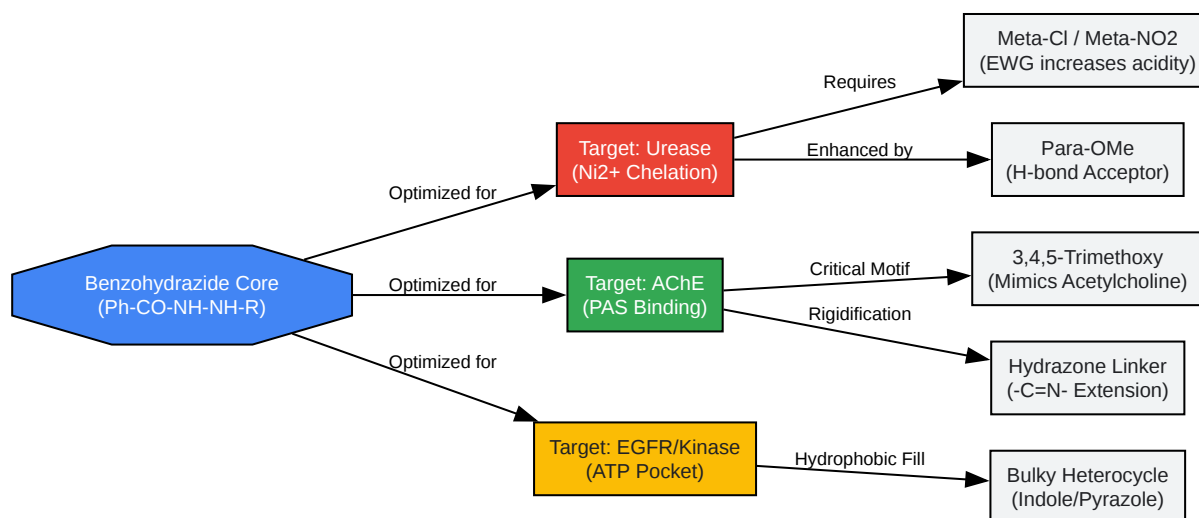 Benzohydrazide Core
(Ph-CO-NH-NH-R)
Optimized for
Optimized for
Optimized for
Target: Urease
(Ni2+ Chelation)
Target: AChE
(PAS Binding)
Target: EGFR/Kinase
(ATP Pocket)
Requires
Enhanced by
Critical Motif
Rigidification
Hydrophobic Fill
Meta-Cl / Meta-NO2
(EWG increases acidity)
Para-OMe
(H-bond Acceptor)
3,4,5-Trimethoxy
(Mimics Acetylcholine)
Hydrazone Linker
(-C=N- Extension)
Bulky Heterocycle
(Indole/Pyrazole)